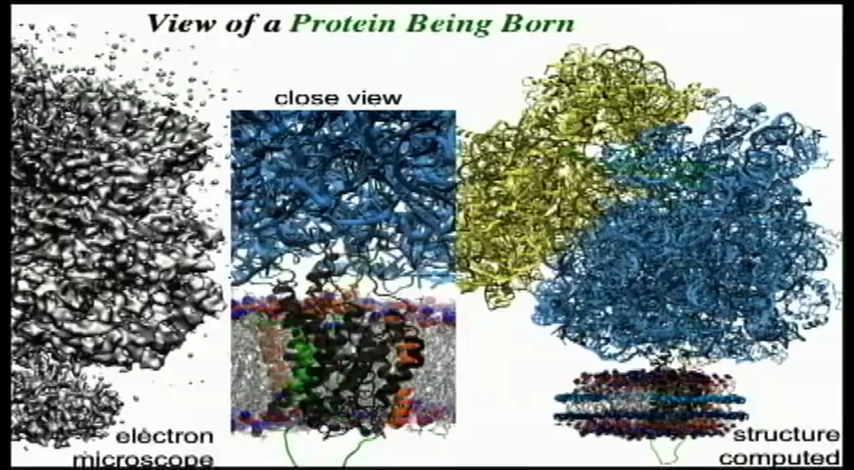 View of a Protein Being Born
close view
electron
microscope
structure
computed